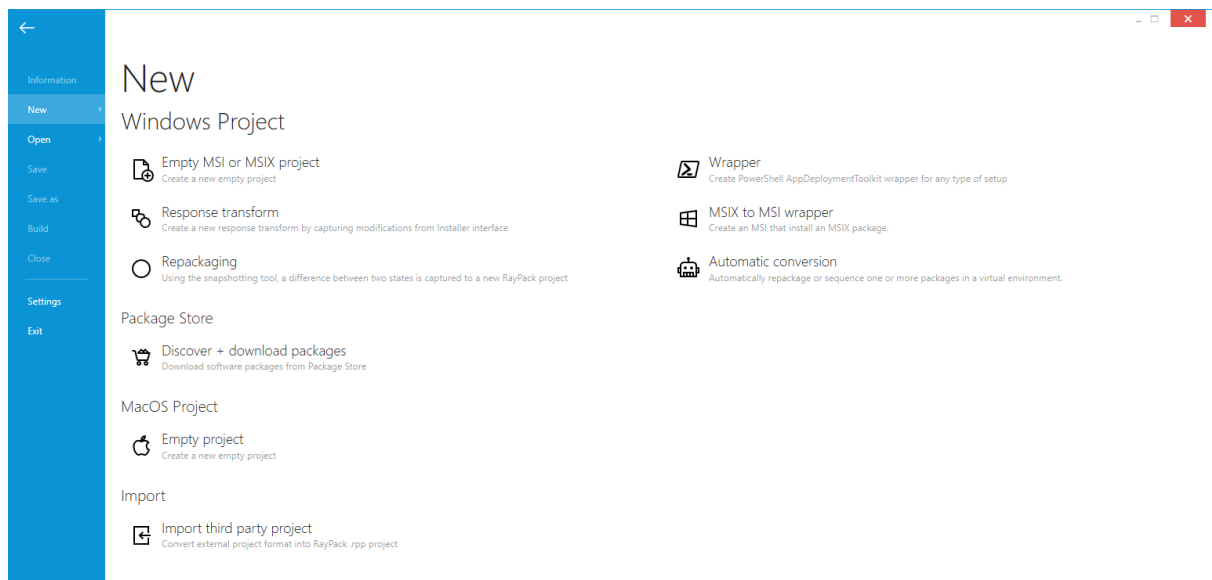 Information
New
Open
Save
Save as
Build
Close
Settings
Exit
New
Windows Project
Empty MSI or MSIX project
Create a new empty project
Response transform
Create a new response transform by capturing modifications from Installer interface
Repackaging
Using the snapshotting tool, a difference between two states is captured to a new RayPack project
Wrapper
Create PowerShell AppDeploymentToolkit wrapper for any type of setup
MSIX to MSI wrapper
Create an MSI that install an MSIX package.
Automatic conversion
Automatically repackage or sequence one or more packages in a virtual environment.
Package Store
Discover + download packages
Download software packages from Package Store
MacOS Project
Empty project
Create a new empty project
Import
Import third party project
Convert external project format into RayPack .rpp project